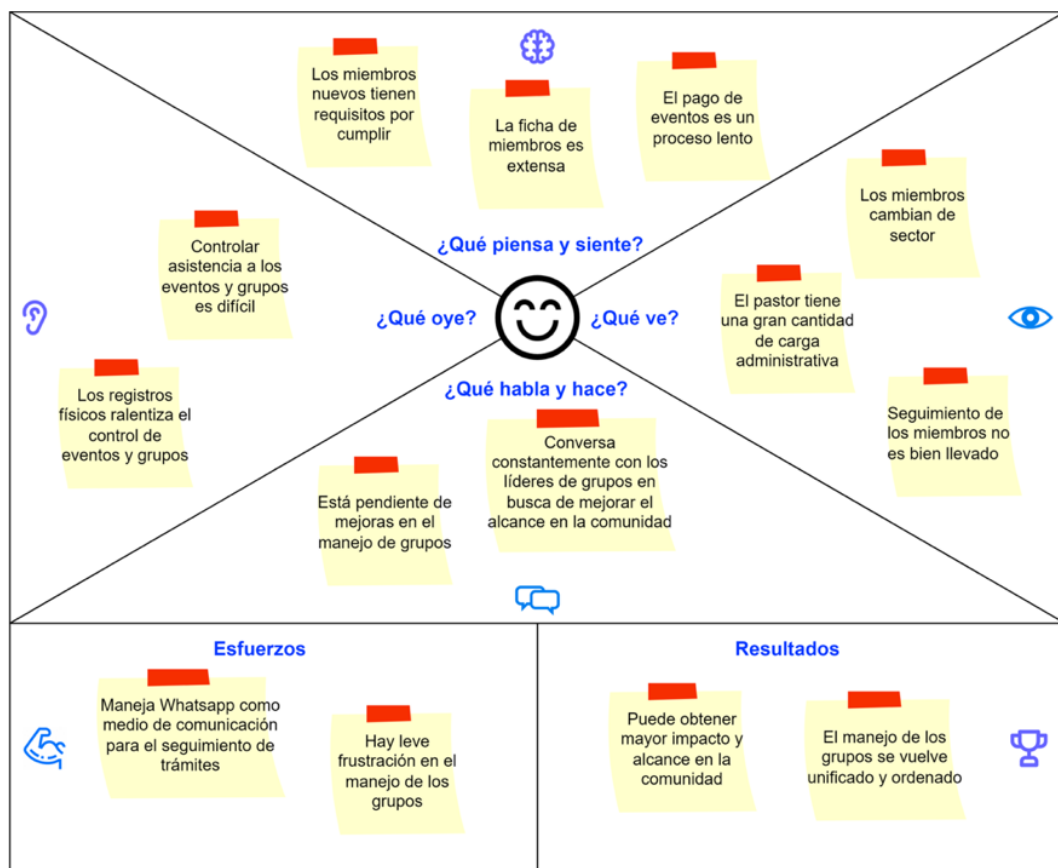 Los miembros
nuevos tienen
requisitos por
cumplir
La ficha de
miembros es
extensa
El pago de
eventos es un
proceso lento
Los miembros
cambian de
sector
Controlar
asistencia a los
eventos y grupos
es difícil
¿Qué piensa y siente?
¿Qué oye?
¿Qué ve?
El pastor tiene
una gran cantidad
de carga
administrativa
¿Qué habla y hace?
Los registros
físicos ralentiza el
control de
eventos y grupos
Seguimiento de
los miembros no
es bien llevado
Está pendiente de
mejoras en el
manejo de grupos
Conversa
constantemente con los
líderes de grupos en
busca de mejorar el
alcance en la comunidad
Esfuerzos
Maneja Whatsapp como
medio de comunicación
para el seguimiento de
trámites
Hay leve
frustración en el
manejo de los
grupos
Resultados
Puede obtener
mayor impacto y
alcance en la
comunidad
El manejo de los
grupos se vuelve
unificado y ordenado